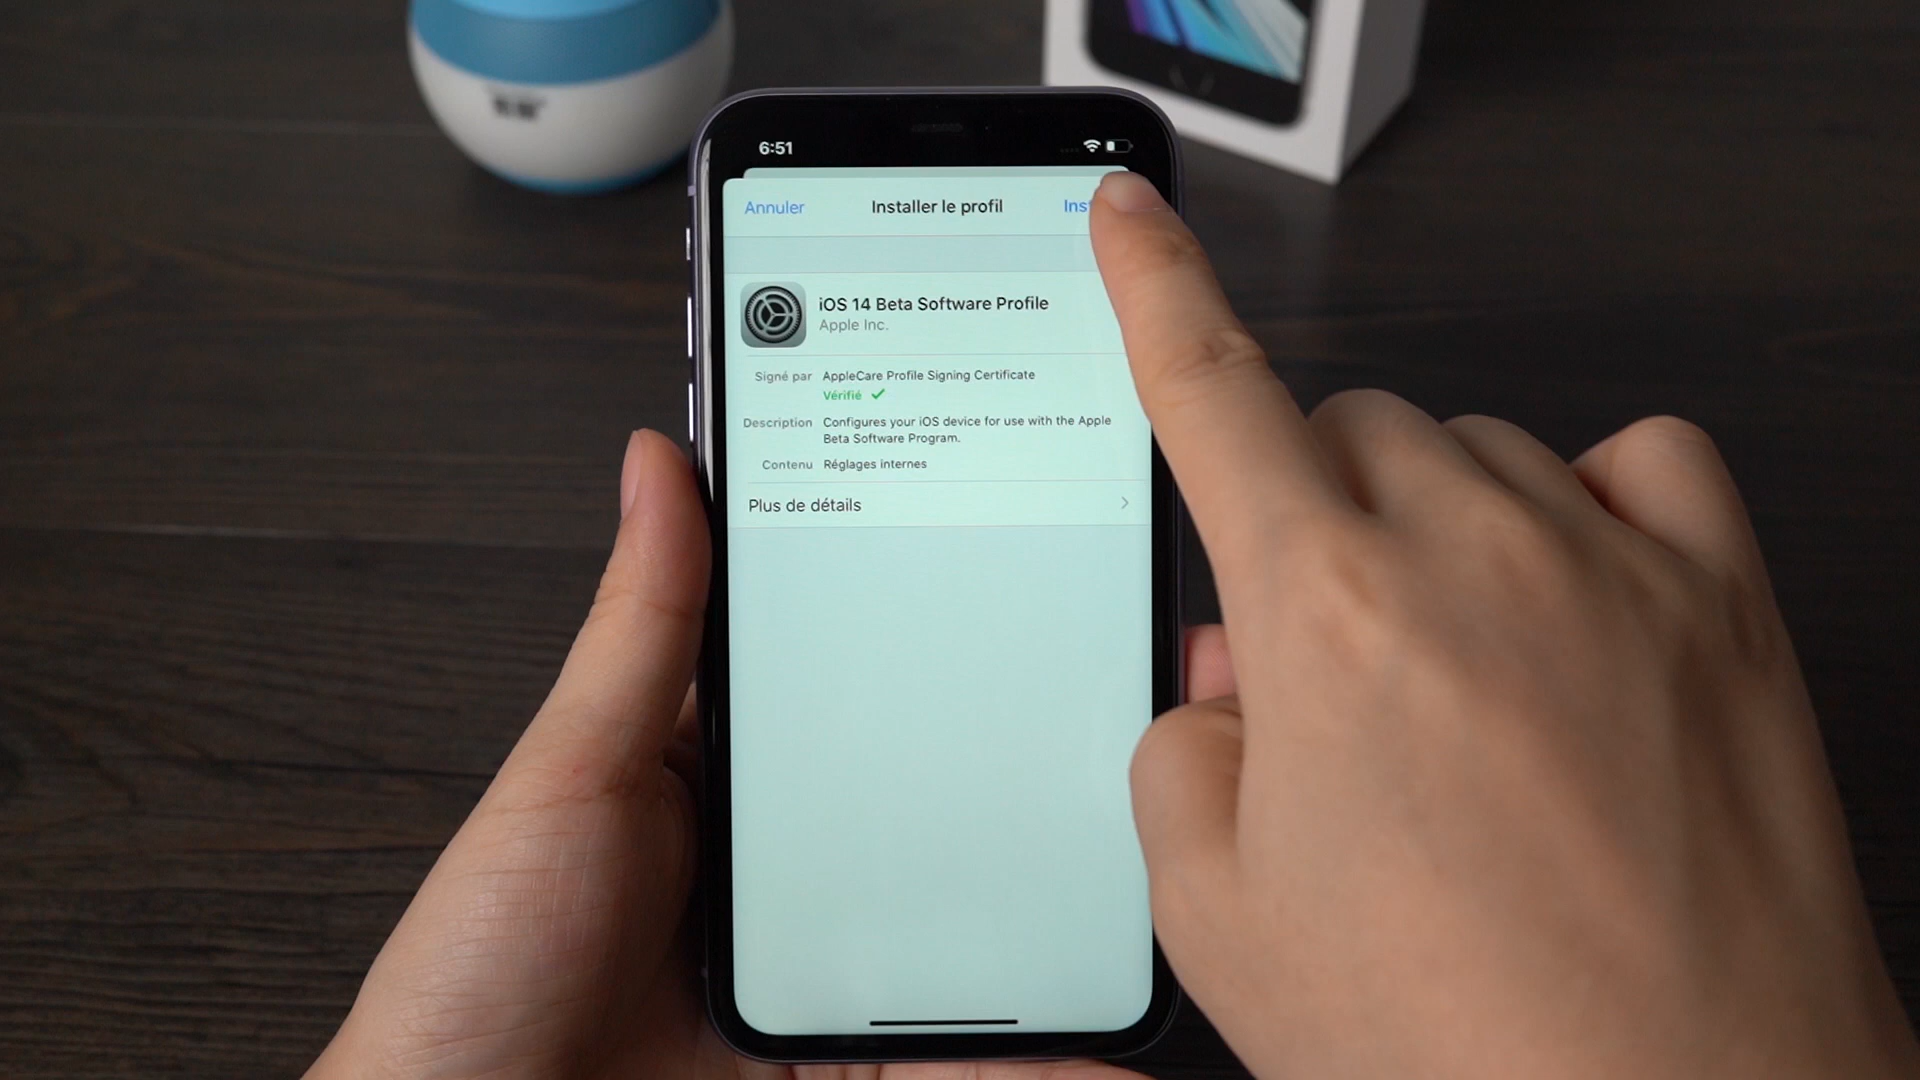 6:51
Annuler
Installer le profil
Inst
iOS 14 Beta Software Profile
Apple Inc.
Signé par
AppleCare Profile Signing Certificate
Vérifié
Description
Configures your iOS device for use with the Apple
Beta Software Program.
Contenu
Réglages internes
Plus de détails